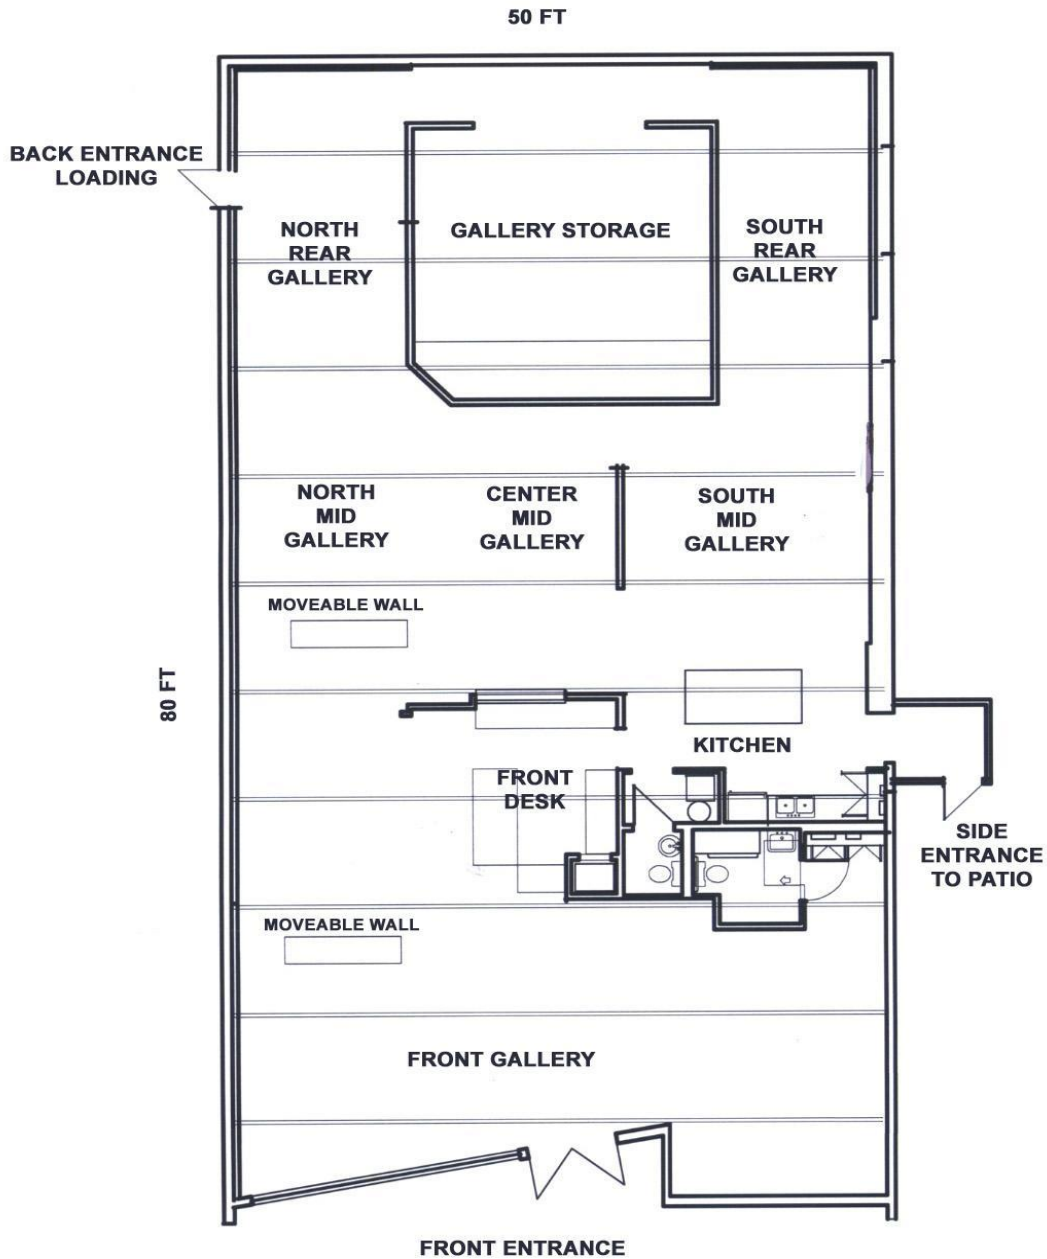 50 FT
BACK ENTRANCE
LOADING
NORTH
REAR
GALLERY
GALLERY STORAGE
SOUTH
REAR
GALLERY
NORTH
MID
GALLERY
CENTER
MID
GALLERY
SOUTH
MID
GALLERY
MOVEABLE WALL
80 FT
KITCHEN
FRONT
DESK
SIDE
ENTRANCE
TO PATIO
MOVEABLE WALL
FRONT GALLERY
FRONT ENTRANCE